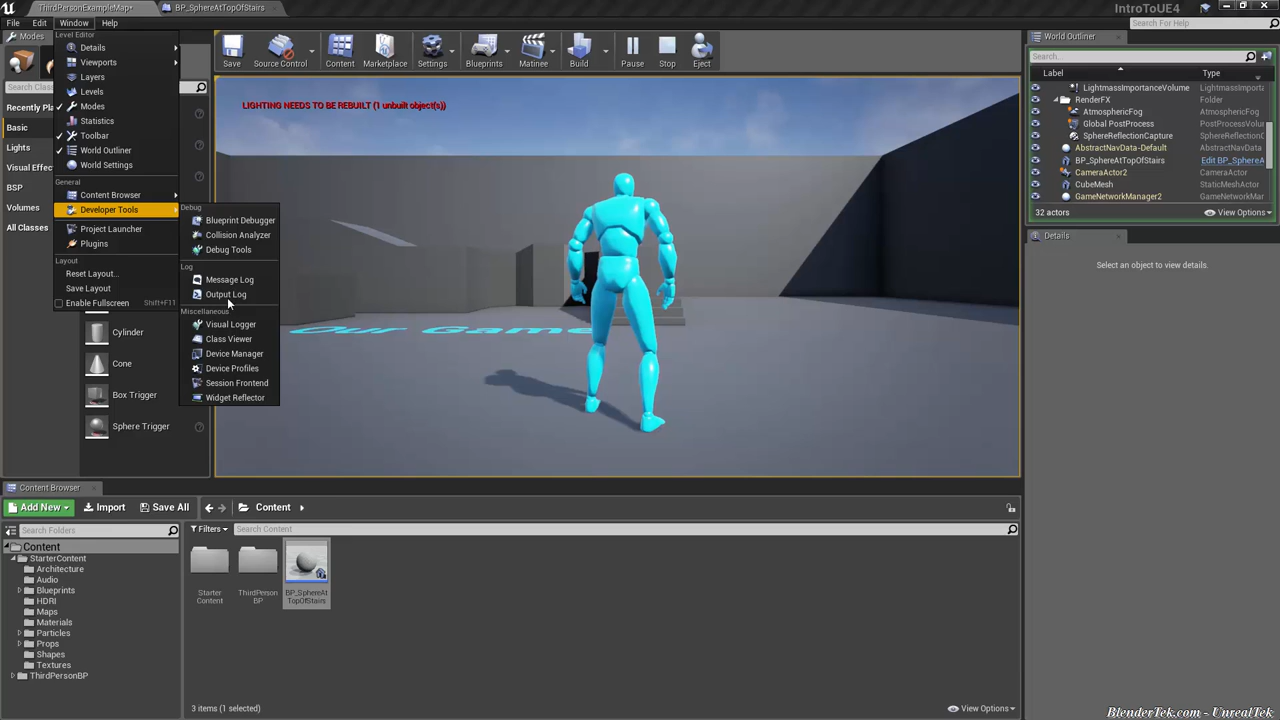 ThirdPersonExampleMap*
BP_SphereAtTopOfStairs
IntroToUE4
File Edit Window Help
Search For Help
Modes
Level Editor
Details
Viewports
Layers
Levels
Modes
Statistics
Toolbar
World Outliner
World Settings
General
Content Browser
Developer Tools
Project Launcher
Plugins
Layout
Reset Layout...
Save Layout
Enable Fullscreen Shift+F11
Debug
Blueprint Debugger
Collision Analyzer
Debug Tools
Log
Message Log
Output Log
Miscellaneous
Visual Logger
Class Viewer
Device Manager
Device Profiles
Session Frontend
Widget Reflector
Search Clas
Recently Pla
Basic
Lights
Visual Effec
BSP
Volumes
All Classes
Cylinder
Cone
Box Trigger
Sphere Trigger
Save Source Control Content Marketplace Settings Blueprints Matinee Build Pause Stop Eject
LIGHTING NEEDS TO BE REBUILT (1 unbuilt object(s))
Our Game
World Outliner
Search...
Label Type
LightmassImportanceVolume LightmassImporta
RenderFX Folder
AtmosphericFog AtmosphericFog
Global PostProcess PostProcessVolu
SphereReflectionCapture SphereReflection
AbstractNavData-Default AbstractNavData
BP_SphereAtTopOfStairs Edit BP_SphereA
CameraActor2 CameraActor
CubeMesh StaticMeshActor
GameNetworkManager2 GameNetworkMan
32 actors View Options
Details
Select an object to view details.
Content Browser
Add New Import Save All Content
Search Folders
Filters Search Content
Content
StarterContent
Architecture
Audio
Blueprints
HDRI
Maps
Materials
Particles
Props
Shapes
Textures
ThirdPersonBP
Starter
Content
ThirdPerson
BP
BP_SphereAt
TopOfStairs
3 items (1 selected) View Options
BlenderTek.com - UnrealTek